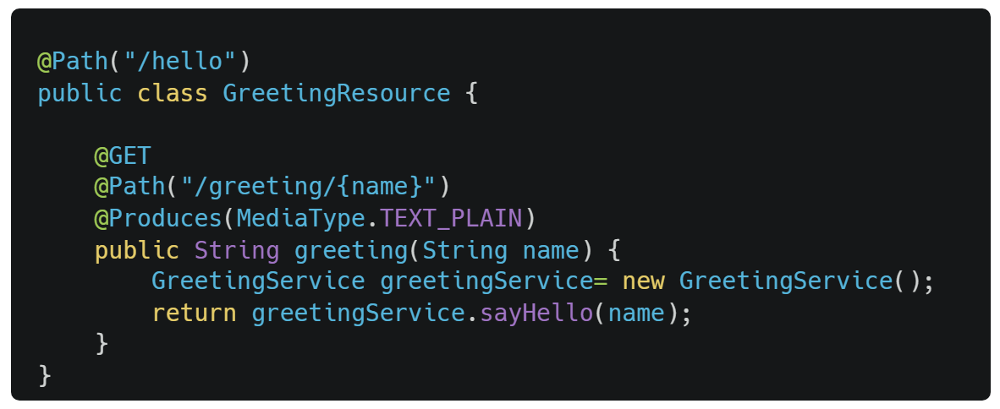 @Path("/hello")
public class GreetingResource {
@GET
@Path("/greeting/{name}")
@Produces(MediaType.TEXT_PLAIN)
public String greeting(String name) {
GreetingService greetingService= new GreetingService();
return greetingService.sayHello(name);
}
}